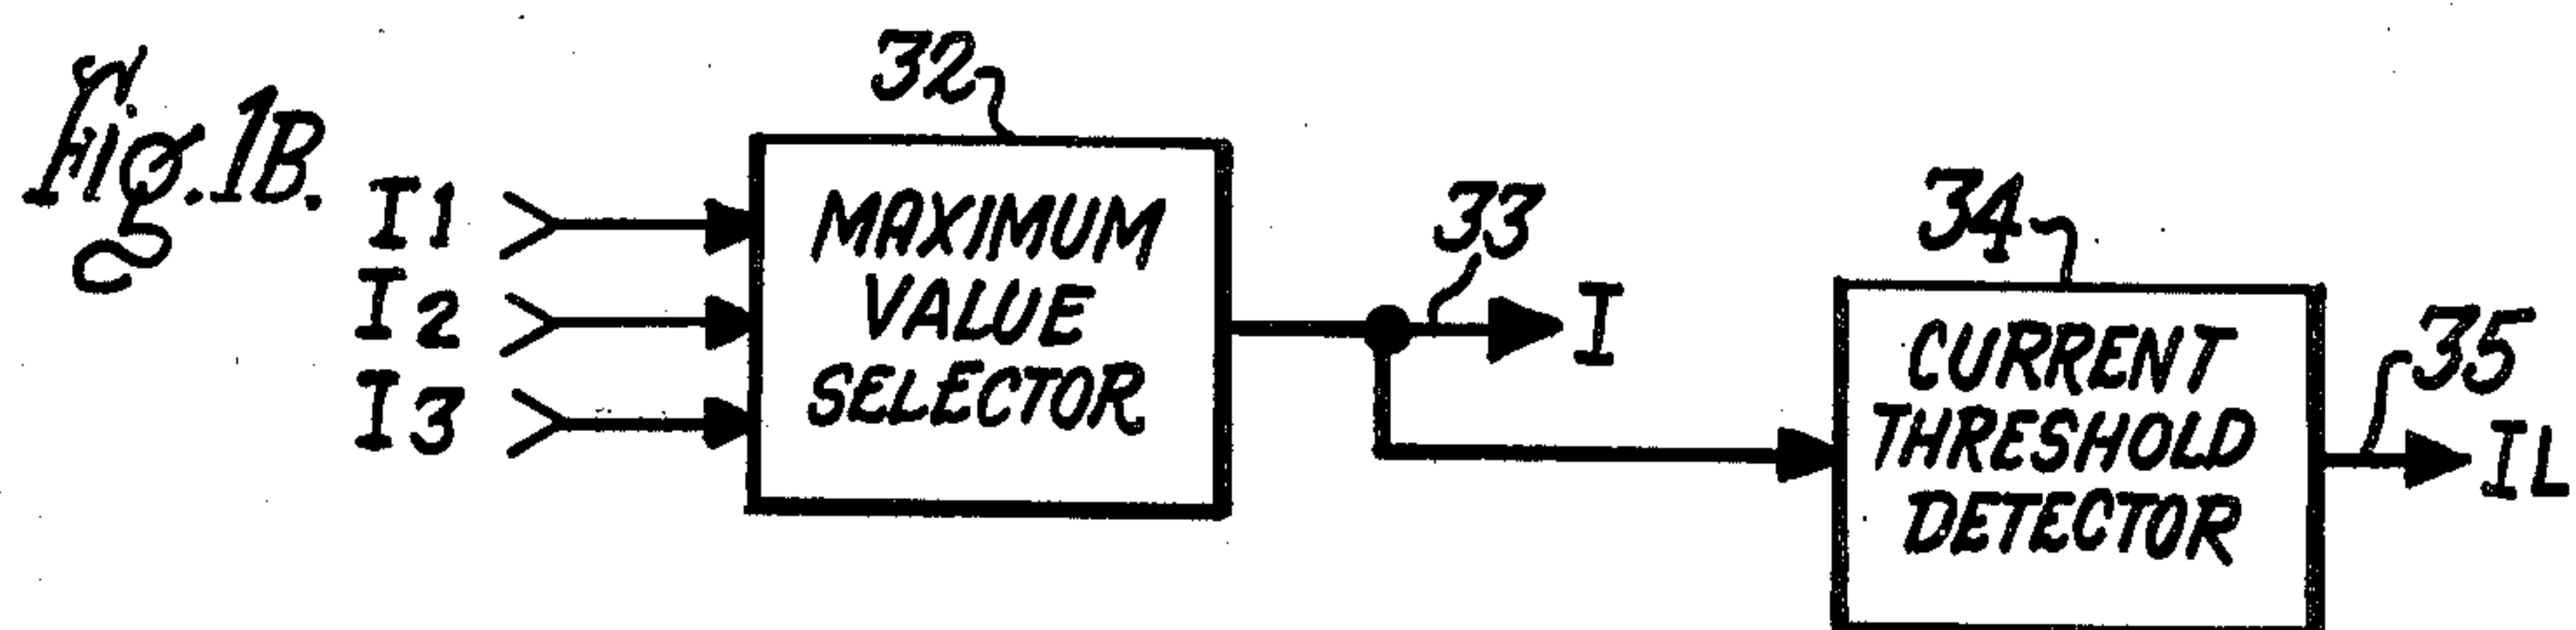 Fig. 1B.
32
I1
I2
I3
MAXIMUM
VALUE
SELECTOR
33
I
34
CURRENT
THRESHOLD
DETECTOR
35
IL